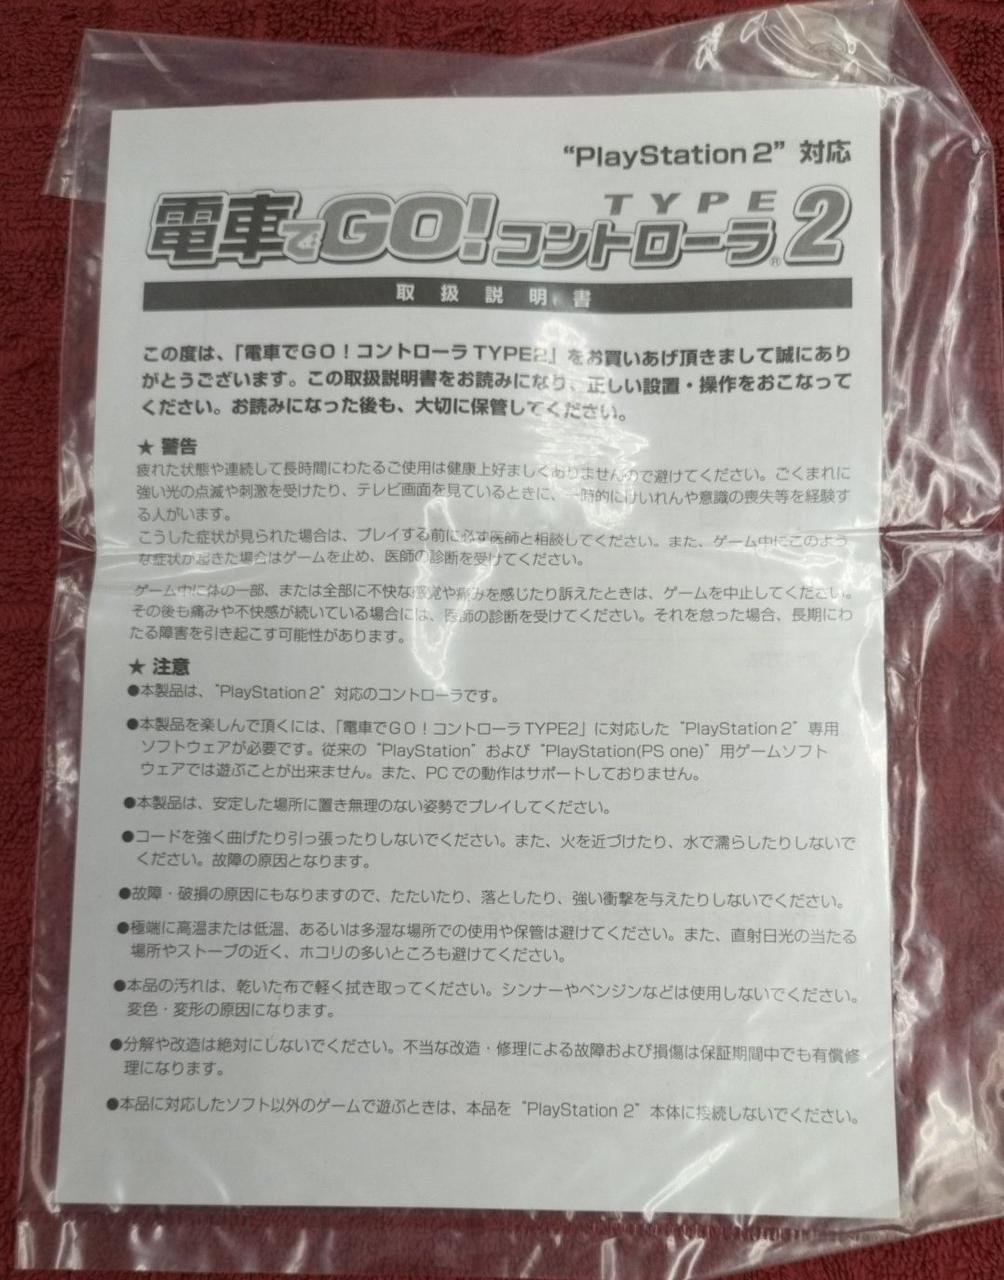 “PlayStation 2” 対応
電車でGO! コントローラ® TYPE 2
取扱説明書
この度は、「電車でGO！コントローラTYPE2」をお買いあげ頂きまして誠にあり
がとうございます。この取扱説明書をお読みになり、正しい設置・操作をおこなって
ください。お読みになった後も、大切に保管してください。
★ 警告
疲れた状態や連続して長時間にわたるご使用は健康上好ましくありませんので避けてください。ごくまれに
強い光の点滅や刺激を受けたり、テレビ画面を見ているときに、一時的にけいれんや意識の喪失等を経験す
る人がいます。
こうした症状が見られた場合は、プレイする前に必ず医師と相談してください。また、ゲーム中にこのよう
な症状が起きた場合はゲームを止め、医師の診断を受けてください。
ゲーム中に体の一部、または全部に不快な感覚や痛みを感じたり訴えたときは、ゲームを中止してください。
その後も痛みや不快感が続いている場合には、医師の診断を受けてください。それを怠った場合、長期にわ
たる障害を引き起こす可能性があります。
★ 注意
●本製品は、“PlayStation 2” 対応のコントローラです。
●本製品を楽しんで頂くには、「電車でGO！コントローラTYPE2」に対応した “PlayStation 2” 専用
ソフトウェアが必要です。従来の “PlayStation” および “PlayStation(PS one)” 用ゲームソフト
ウェアでは遊ぶことが出来ません。また、PCでの動作はサポートしておりません。
●本製品は、安定した場所に置き無理のない姿勢でプレイしてください。
●コードを強く曲げたり引っ張ったりしないでください。また、火を近づけたり、水で濡らしたりしないで
ください。故障の原因となります。
●故障・破損の原因にもなりますので、たたいたり、落としたり、強い衝撃を与えたりしないでください。
●極端に高温または低温、あるいは多湿な場所での使用や保管は避けてください。また、直射日光の当たる
場所やストーブの近く、ホコリの多いところも避けてください。
●本品の汚れは、乾いた布で軽く拭き取ってください。シンナーやベンジンなどは使用しないでください。
変色・変形の原因になります。
●分解や改造は絶対にしないでください。不当な改造・修理による故障および損傷は保証期間中でも有償修
理になります。
●本品に対応したソフト以外のゲームで遊ぶときは、本品を “PlayStation 2” 本体に接続しないでください。